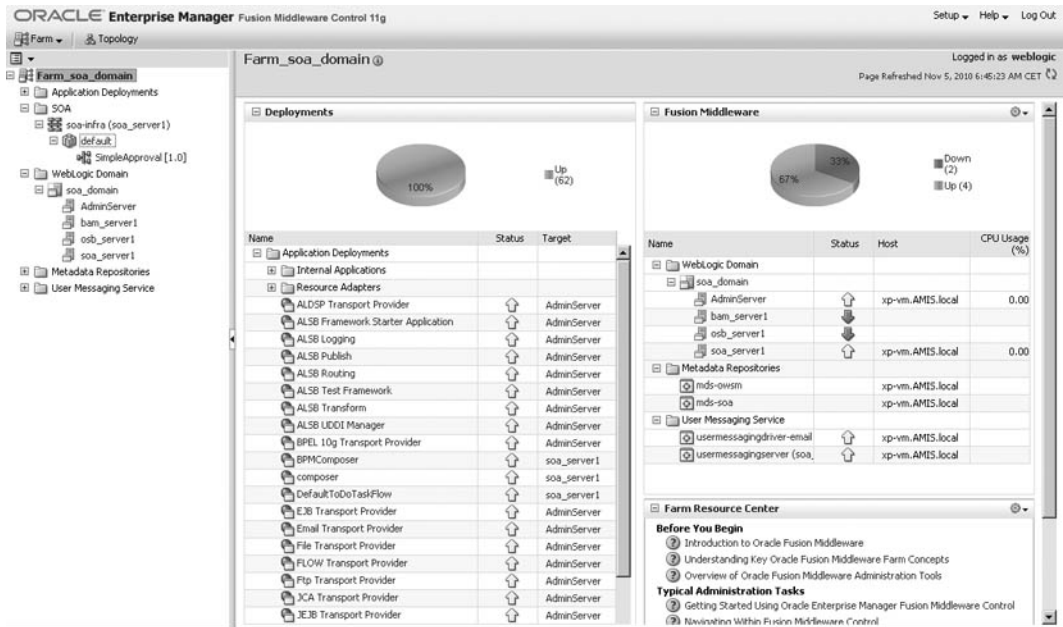 ORACLE Enterprise Manager Fusion Middleware Control 11g
Setup Help Log Out
Farm Topology
Farm_soa_domain
Application Deployments
SOA
soa-infra (soa_server1)
default
SimpleApproval [1.0]
WebLogic Domain
soa_domain
AdminServer
bam_server1
osb_server1
soa_server1
Metadata Repositories
User Messaging Service
Farm_soa_domain
Logged in as weblogic
Page Refreshed Nov 5, 2010 6:45:23 AM CET
Deployments
100%
Up
(62)
Name Status Target
Application Deployments
Internal Applications
Resource Adapters
ALDSP Transport Provider AdminServer
ALSB Framework Starter Application AdminServer
ALSB Logging AdminServer
ALSB Publish AdminServer
ALSB Routing AdminServer
ALSB Test Framework AdminServer
ALSB Transform AdminServer
ALSB UDDI Manager AdminServer
BPEL 10g Transport Provider AdminServer
BPMComposer soa_server1
composer soa_server1
DefaultToDoTaskFlow soa_server1
EJB Transport Provider AdminServer
Email Transport Provider AdminServer
File Transport Provider AdminServer
FLOW Transport Provider AdminServer
Ftp Transport Provider AdminServer
JCA Transport Provider AdminServer
JEJB Transport Provider AdminServer
Fusion Middleware
33%
67%
Down
(2)
Up (4)
Name Status Host CPU Usage
(%)
WebLogic Domain
soa_domain
AdminServer xp-vm.AMIS.local 0.00
bam_server1
osb_server1
soa_server1 xp-vm.AMIS.local 0.00
Metadata Repositories
mds-owsm xp-vm.AMIS.local
mds-soa xp-vm.AMIS.local
User Messaging Service
usermessagingdriver-email xp-vm.AMIS.local
usermessagingserver (soa_ xp-vm.AMIS.local
Farm Resource Center
Before You Begin
Introduction to Oracle Fusion Middleware
Understanding Key Oracle Fusion Middleware Farm Concepts
Overview of Oracle Fusion Middleware Administration Tools
Typical Administration Tasks
Getting Started Using Oracle Enterprise Manager Fusion Middleware Control
Navigating Within Fusion Middleware Control